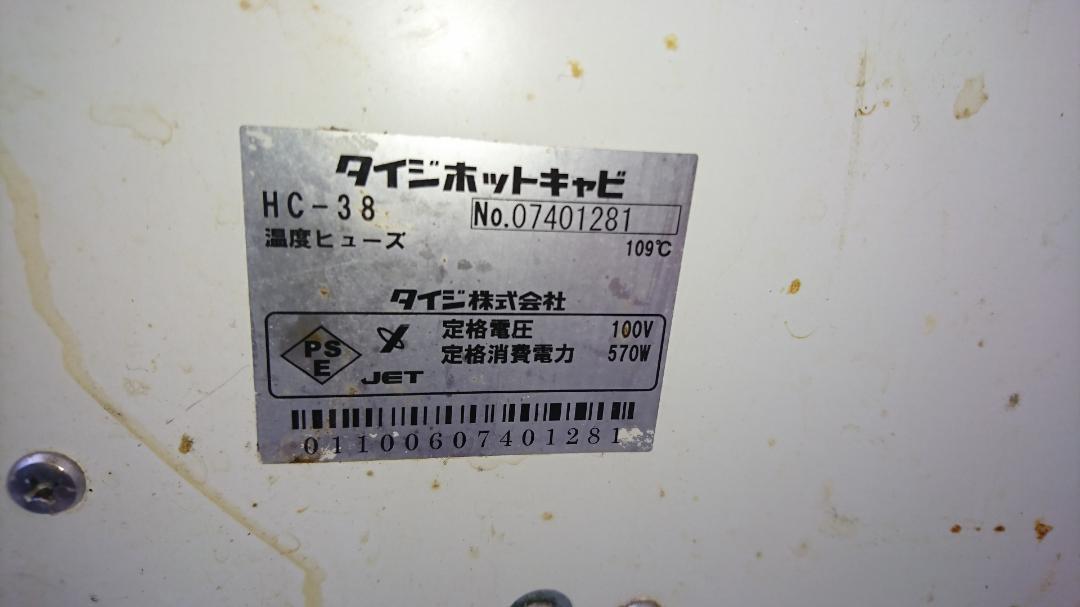 タイジホットキャビ
HC-38
No.07401281
温度ヒューズ 109℃
タイジ株式会社
PS
E
JET
定格電圧 100V
定格消費電力 570W
01100607401281